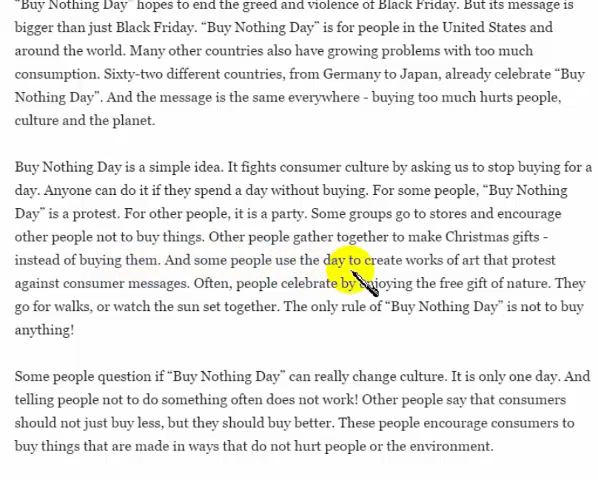 "Buy Nothing Day" hopes to end the greed and violence of Black Friday. But its message is
bigger than just Black Friday. "Buy Nothing Day" is for people in the United States and
around the world. Many other countries also have growing problems with too much
consumption. Sixty-two different countries, from Germany to Japan, already celebrate "Buy
Nothing Day". And the message is the same everywhere - buying too much hurts people,
culture and the planet.
Buy Nothing Day is a simple idea. It fights consumer culture by asking us to stop buying for a
day. Anyone can do it if they spend a day without buying. For some people, "Buy Nothing
Day" is a protest. For other people, it is a party. Some groups go to stores and encourage
other people not to buy things. Other people gather together to make Christmas gifts -
instead of buying them. And some people use the day to create works of art that protest
against consumer messages. Often, people celebrate by enjoying the free gift of nature. They
go for walks, or watch the sun set together. The only rule of "Buy Nothing Day" is not to buy
anything!
Some people question if "Buy Nothing Day" can really change culture. It is only one day. And
telling people not to do something often does not work! Other people say that consumers
should not just buy less, but they should buy better. These people encourage consumers to
buy things that are made in ways that do not hurt people or the environment.